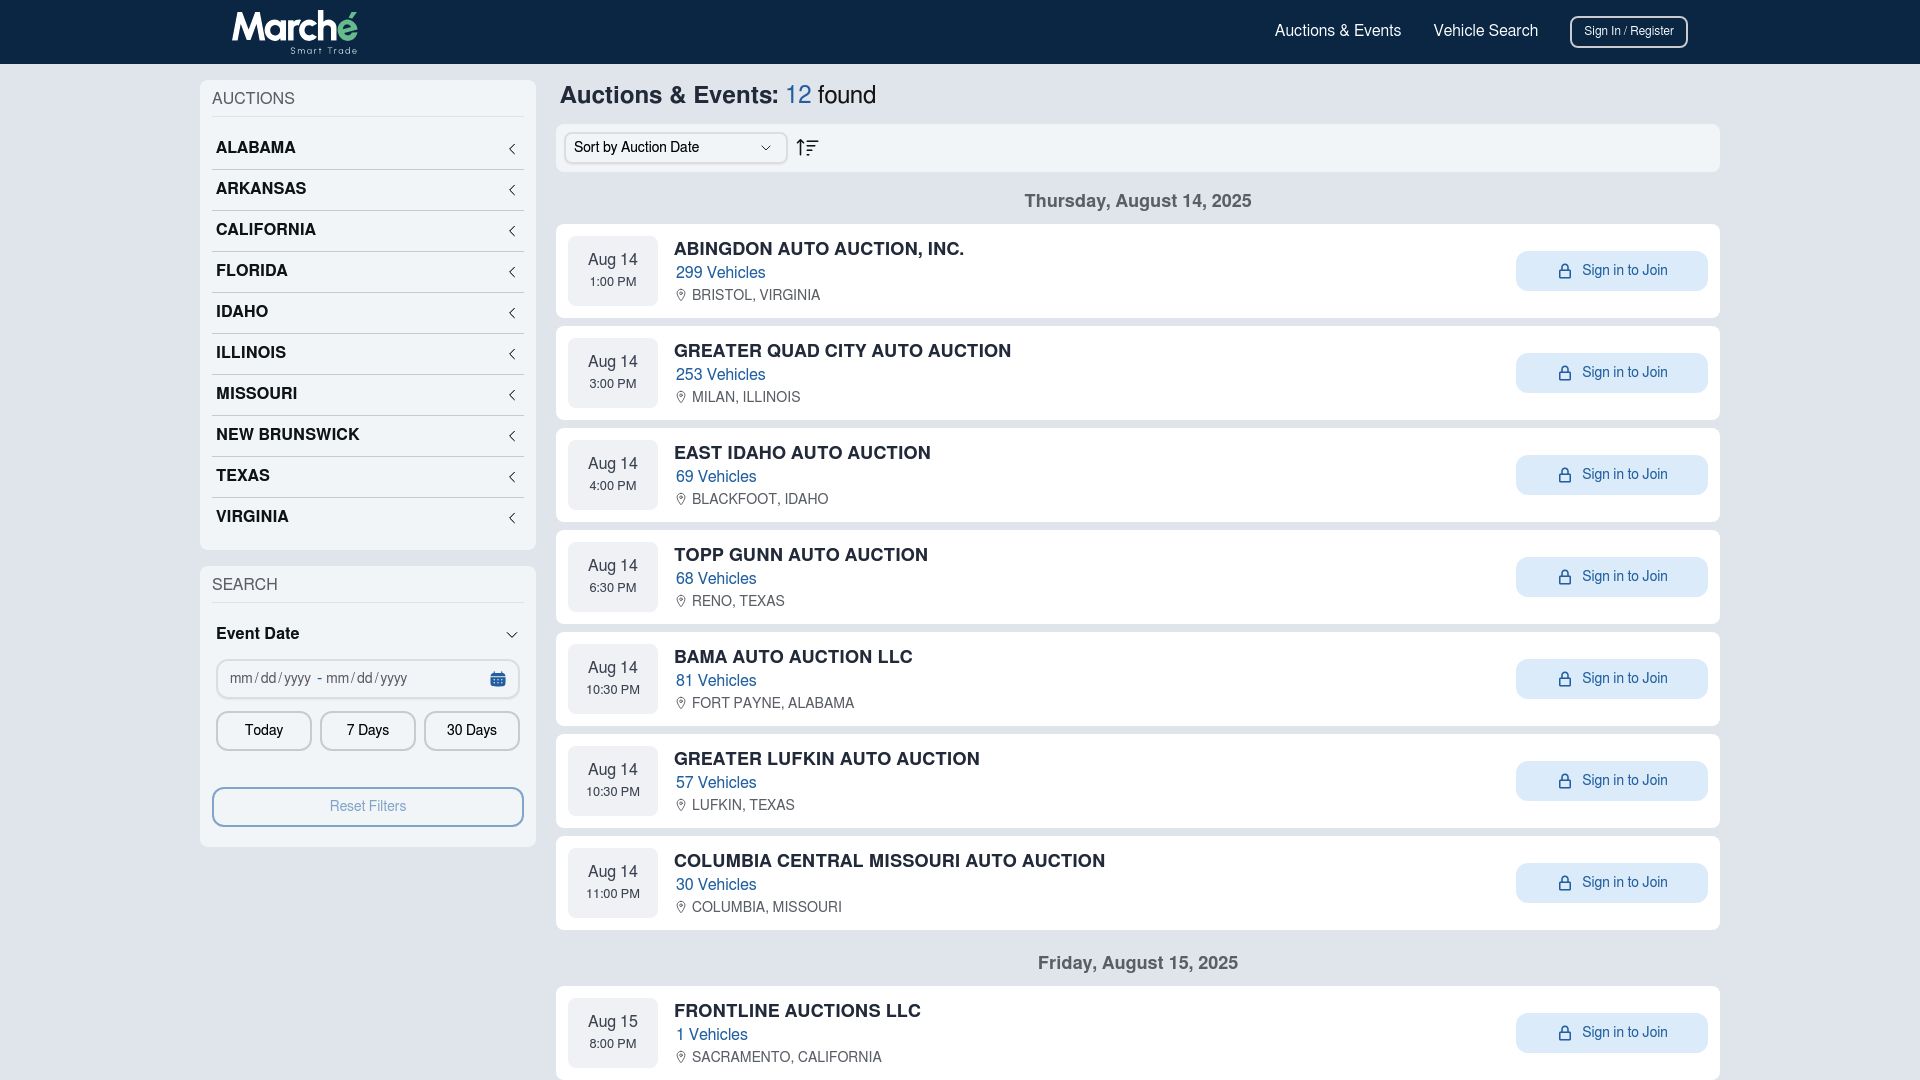 Marché
Smart Trade
Auctions & Events
Vehicle Search
Sign In / Register
AUCTIONS
ALABAMA
ARKANSAS
CALIFORNIA
FLORIDA
IDAHO
ILLINOIS
MISSOURI
NEW BRUNSWICK
TEXAS
VIRGINIA
SEARCH
Event Date
mm/dd/yyyy - mm/dd/yyyy
Today
7 Days
30 Days
Reset Filters
Auctions & Events: 12 found
Sort by Auction Date
Thursday, August 14, 2025
Aug 14
1:00 PM
ABINGDON AUTO AUCTION, INC.
299 Vehicles
BRISTOL, VIRGINIA
Sign in to Join
Aug 14
3:00 PM
GREATER QUAD CITY AUTO AUCTION
253 Vehicles
MILAN, ILLINOIS
Sign in to Join
Aug 14
4:00 PM
EAST IDAHO AUTO AUCTION
69 Vehicles
BLACKFOOT, IDAHO
Sign in to Join
Aug 14
6:30 PM
TOPP GUNN AUTO AUCTION
68 Vehicles
RENO, TEXAS
Sign in to Join
Aug 14
10:30 PM
BAMA AUTO AUCTION LLC
81 Vehicles
FORT PAYNE, ALABAMA
Sign in to Join
Aug 14
10:30 PM
GREATER LUFKIN AUTO AUCTION
57 Vehicles
LUFKIN, TEXAS
Sign in to Join
Aug 14
11:00 PM
COLUMBIA CENTRAL MISSOURI AUTO AUCTION
30 Vehicles
COLUMBIA, MISSOURI
Sign in to Join
Friday, August 15, 2025
Aug 15
8:00 PM
FRONTLINE AUCTIONS LLC
1 Vehicles
SACRAMENTO, CALIFORNIA
Sign in to Join